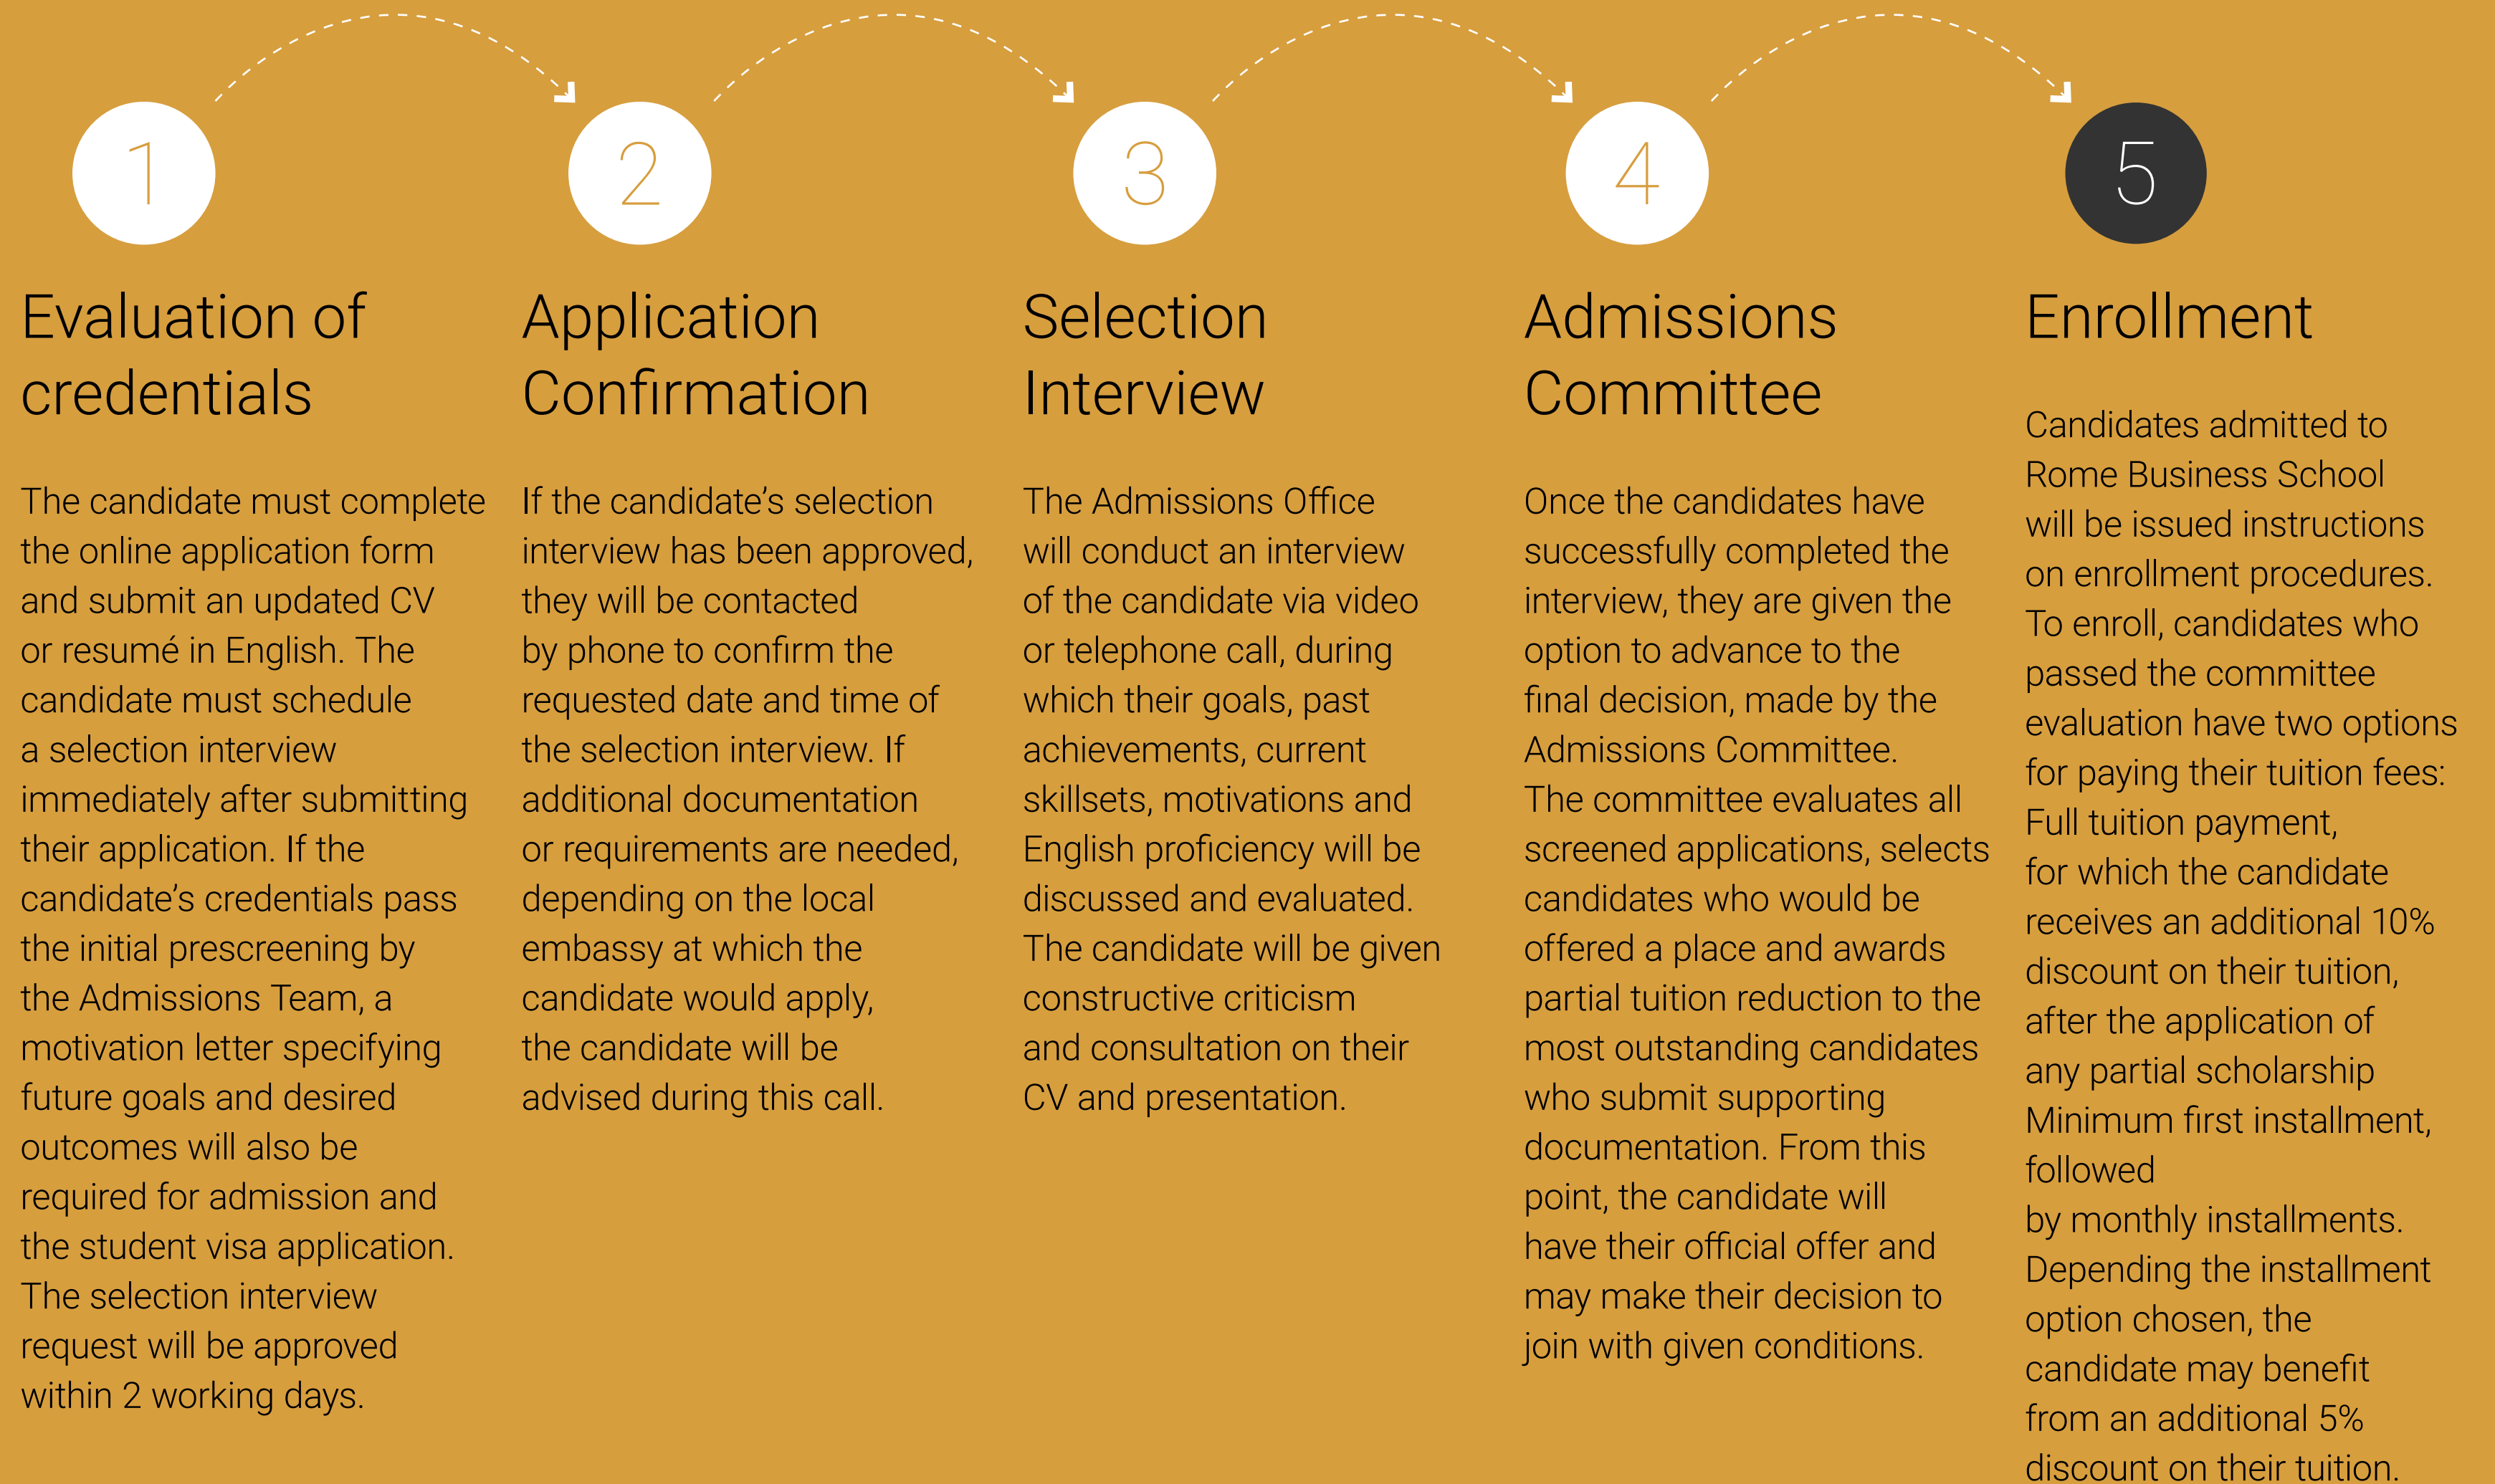 1
Evaluation of
credentials
The candidate must complete
the online application form
and submit an updated CV
or resumé in English. The
candidate must schedule
a selection interview
immediately after submitting
their application. If the
candidate’s credentials pass
the initial prescreening by
the Admissions Team, a
motivation letter specifying
future goals and desired
outcomes will also be
required for admission and
the student visa application.
The selection interview
request will be approved
within 2 working days.
2
Application
Confirmation
If the candidate’s selection
interview has been approved,
they will be contacted
by phone to confirm the
requested date and time of
the selection interview. If
additional documentation
or requirements are needed,
depending on the local
embassy at which the
candidate would apply,
the candidate will be
advised during this call.
3
Selection
Interview
The Admissions Office
will conduct an interview
of the candidate via video
or telephone call, during
which their goals, past
achievements, current
skillsets, motivations and
English proficiency will be
discussed and evaluated.
The candidate will be given
constructive criticism
and consultation on their
CV and presentation.
4
Admissions
Committee
Once the candidates have
successfully completed the
interview, they are given the
option to advance to the
final decision, made by the
Admissions Committee.
The committee evaluates all
screened applications, selects
candidates who would be
offered a place and awards
partial tuition reduction to the
most outstanding candidates
who submit supporting
documentation. From this
point, the candidate will
have their official offer and
may make their decision to
join with given conditions.
5
Enrollment
Candidates admitted to
Rome Business School
will be issued instructions
on enrollment procedures.
To enroll, candidates who
passed the committee
evaluation have two options
for paying their tuition fees:
Full tuition payment,
for which the candidate
receives an additional 10%
discount on their tuition,
after the application of
any partial scholarship
Minimum first installment,
followed
by monthly installments.
Depending the installment
option chosen, the
candidate may benefit
from an additional 5%
discount on their tuition.